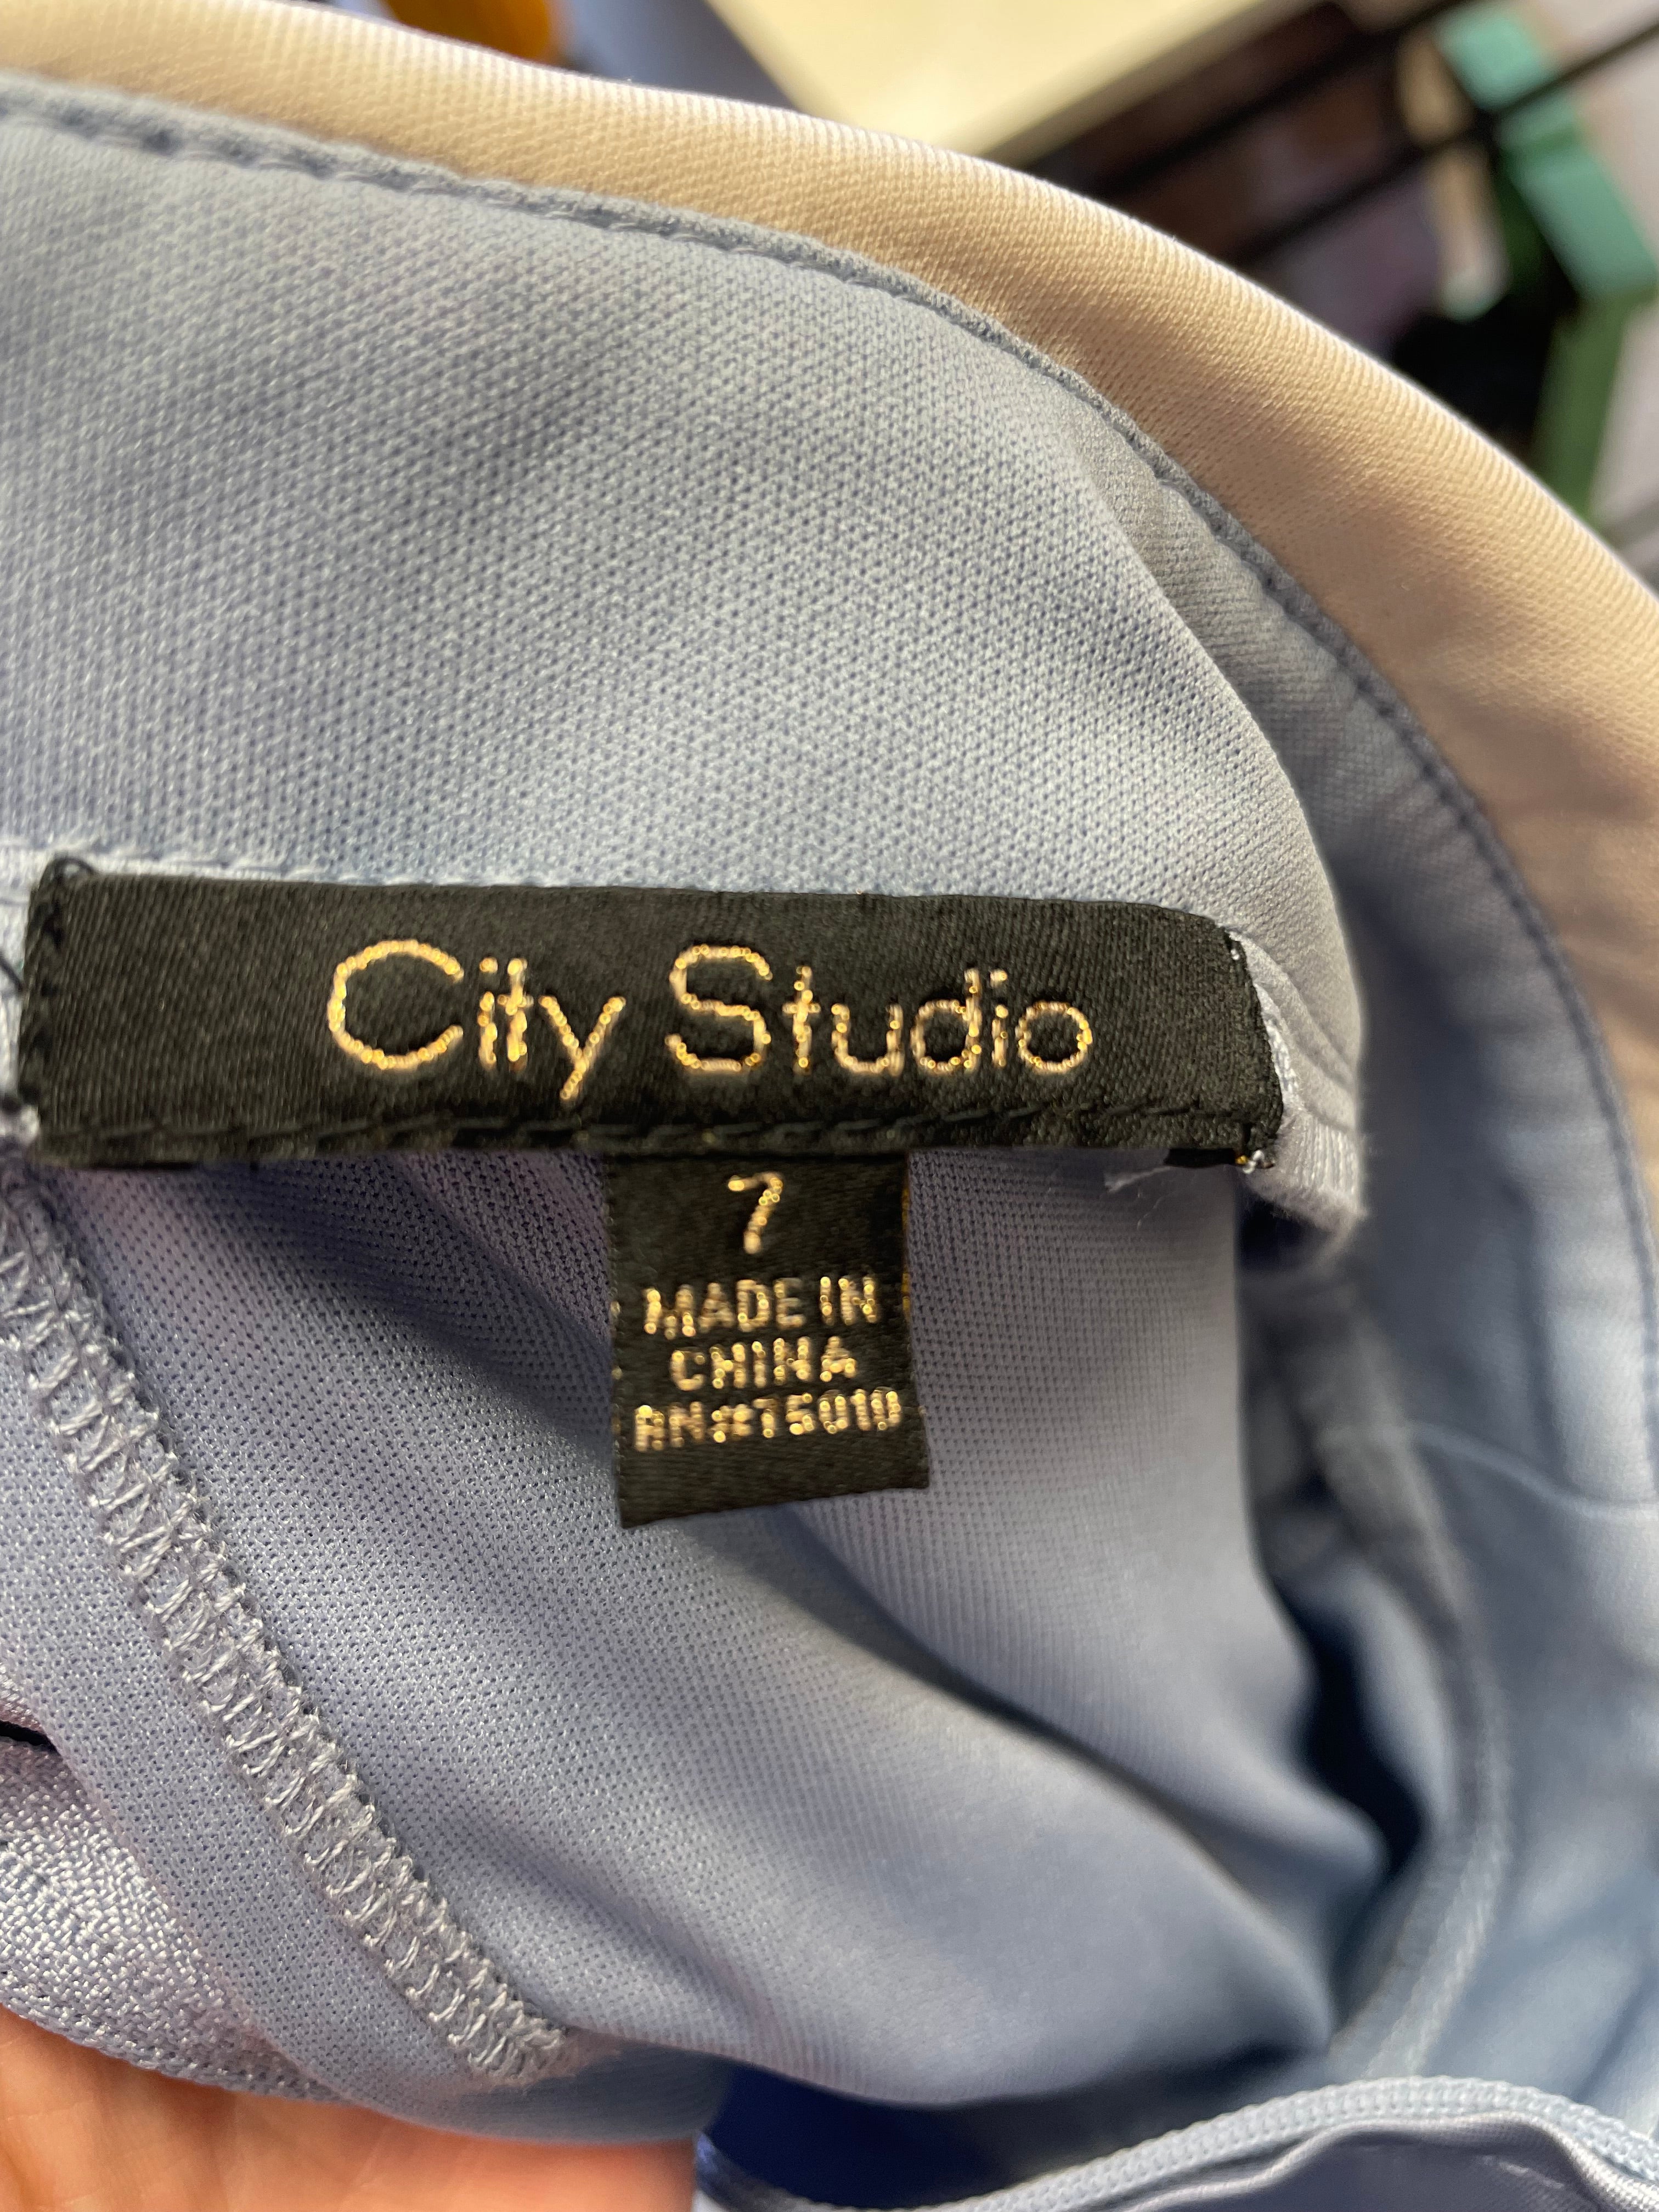 City Studio
7
MADE IN
CHINA
RN#75010